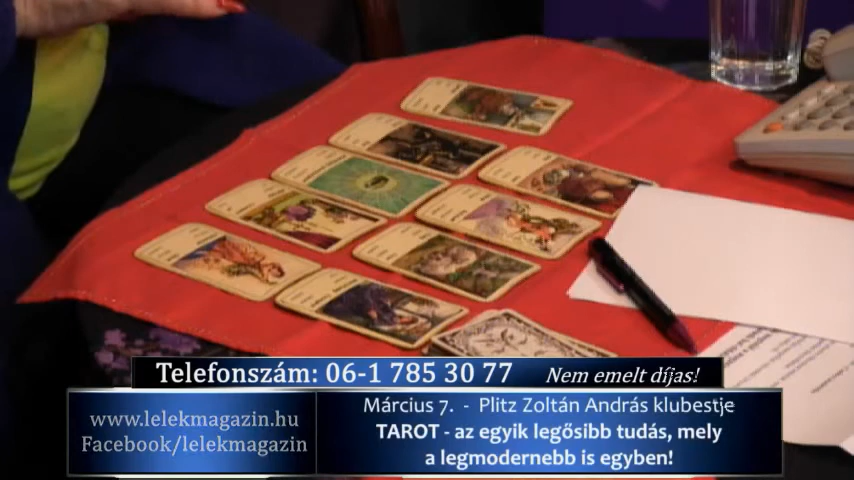 Telefonszám: 06-1 785 30 77 Nem emelt díjas!
www.lelekmagazin.hu
Facebook/lelekmagazin
Március 7. - Plitz Zoltán András klubestje
TAROT - az egyik legősibb tudás, mely
a legmodernebb is egyben!